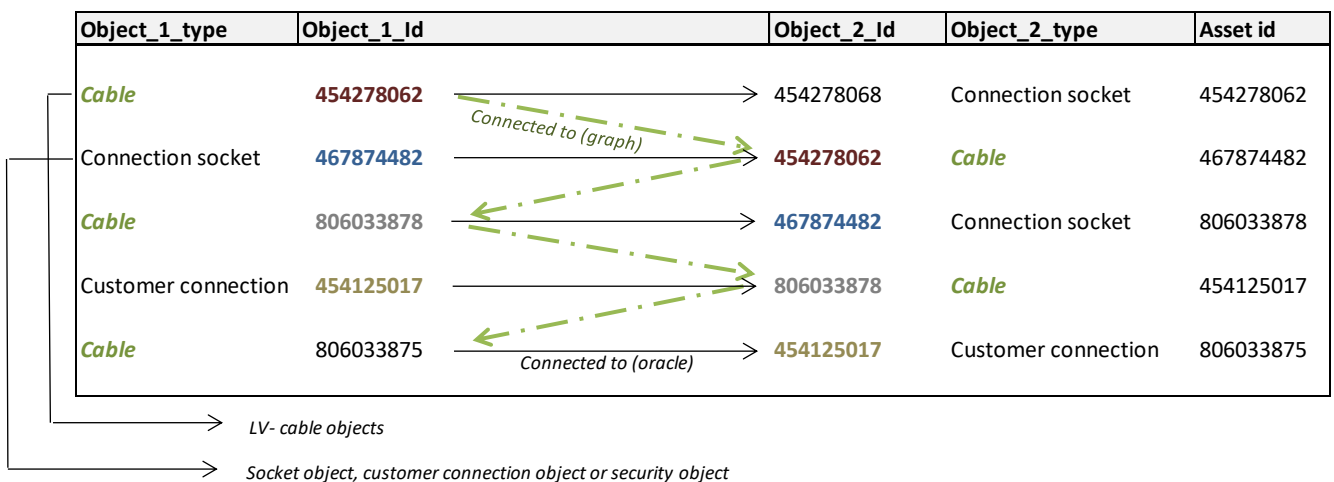 Object_1_type Object_1_Id Object_2_Id Object_2_type Asset id
Cable 454278062 454278068 Connection socket 454278062
Connected to (graph)
Connection socket 467874482 454278062 Cable 467874482
Cable 806033878 467874482 Connection socket 806033878
Customer connection 454125017 806033878 Cable 454125017
Cable 806033875 454125017 Customer connection 806033875
Connected to (oracle)
LV- cable objects
Socket object, customer connection object or security object